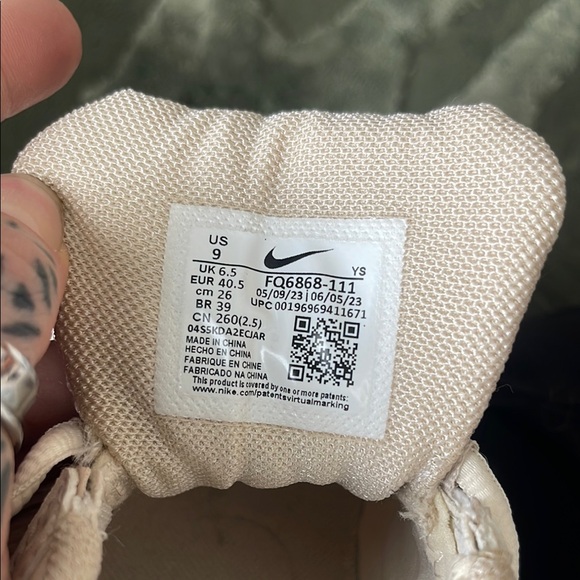 US
9
YS
UK 6.5
FQ6868-111
EUR 40.5
05/09/23 | 06/05/23
cm 26
UPC 00196969411671
BR 39
CN 260(2.5)
04S5KDA2ECJAR
MADE IN CHINA
HECHO EN CHINA
FABRIQUE EN CHINE
FABRICADO NA CHINA
This product is covered by one or more patents:
www.nike.com/patentsvirtualmarking